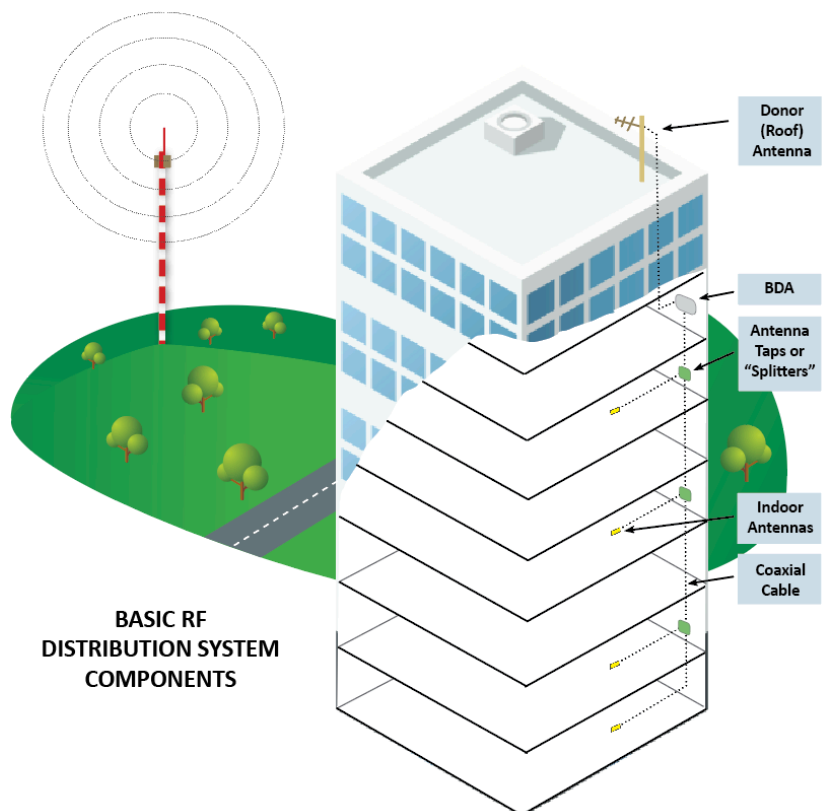 Donor
(Roof)
Antenna
BDA
Antenna
Taps or
“Splitters”
Indoor
Antennas
Coaxial
Cable
BASIC RF
DISTRIBUTION SYSTEM
COMPONENTS